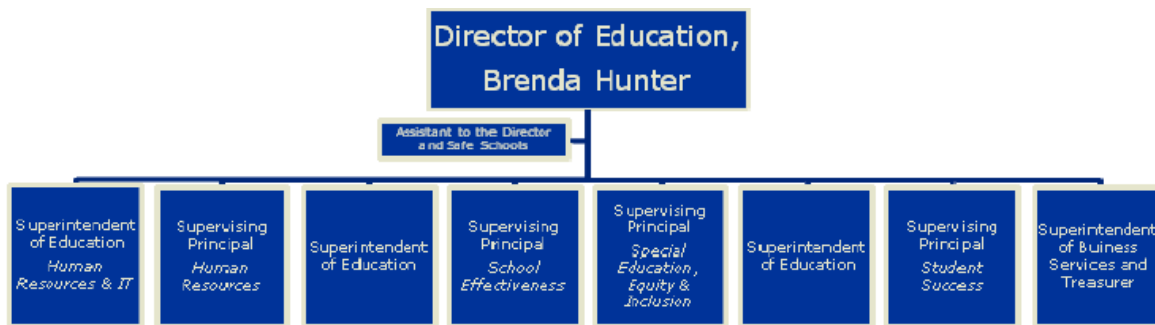 Director of Education,
Brenda Hunter
Assistant to the Director
and Safe Schools
Superintendent
of Education
Human
Resources & IT
Supervising
Principal
Human
Resources
Superintendent
of Education
Supervising
Principal
School
Effectiveness
Supervising
Principal
Special
Education,
Equity &
Inclusion
Superintendent
of Education
Supervising
Principal
Student
Success
Superintendent
of Buiness
Services and
Treasurer